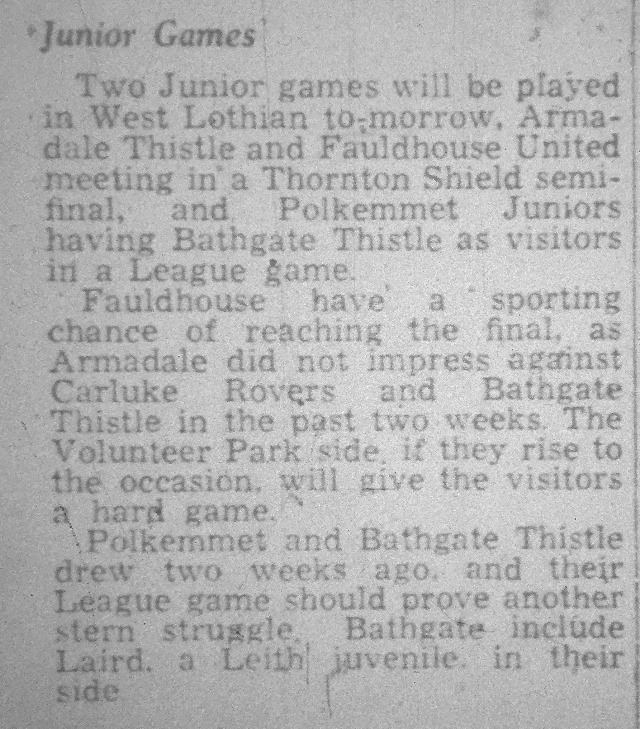 Junior Games
Two Junior games will be played
in West Lothian to-morrow, Arma-
dale Thistle and Fauldhouse United
meeting in a Thornton Shield semi-
final, and Polkemmet Juniors
having Bathgate Thistle as visitors
in a League game.
Fauldhouse have a sporting
chance of reaching the final, as
Armadale did not impress against
Carluke Rovers and Bathgate
Thistle in the past two weeks. The
Volunteer Park side, if they rise to
the occasion, will give the visitors
a hard game.
Polkemmet and Bathgate Thistle
drew two weeks ago, and their
League game should prove another
stern struggle. Bathgate include
Laird, a Leith juvenile, in their
side